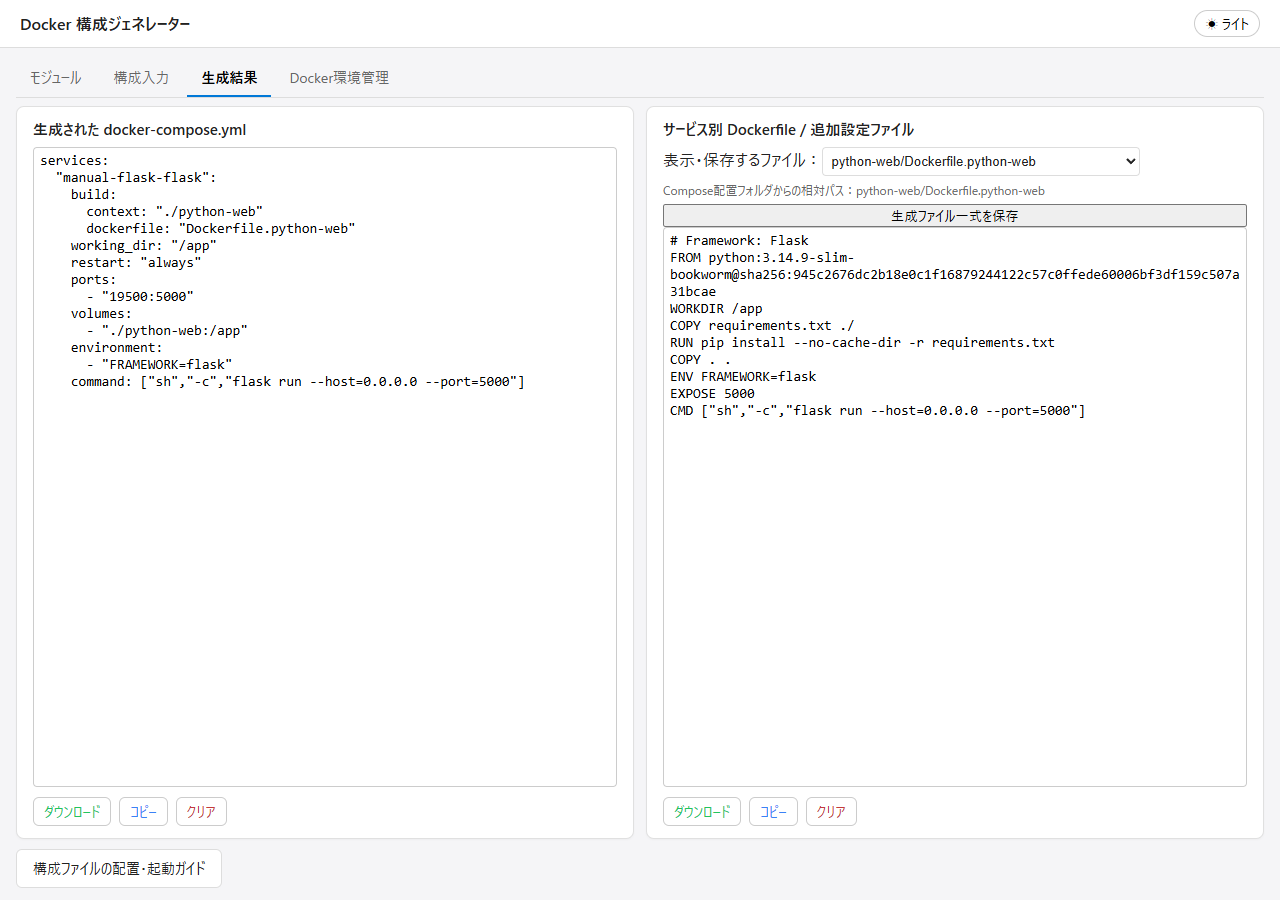 Docker 構成ジェネレーター
☀ ライト
モジュール 構成入力 生成結果 Docker環境管理
生成された docker-compose.yml
services:
  "manual-flask-flask":
    build:
      context: "./python-web"
      dockerfile: "Dockerfile.python-web"
    working_dir: "/app"
    restart: "always"
    ports:
      - "19500:5000"
    volumes:
      - "./python-web:/app"
    environment:
      - "FRAMEWORK=flask"
    command: ["sh","-c","flask run --host=0.0.0.0 --port=5000"]
ダウンロード コピー クリア
サービス別 Dockerfile / 追加設定ファイル
表示・保存するファイル： python-web/Dockerfile.python-web
Compose配置フォルダからの相対パス：python-web/Dockerfile.python-web
生成ファイル一式を保存
# Framework: Flask
FROM python:3.14.9-slim-
bookworm@sha256:945c2676dc2b18e0c1f16879244122c57c0ffede60006bf3df159c507a
31bcae
WORKDIR /app
COPY requirements.txt ./
RUN pip install --no-cache-dir -r requirements.txt
COPY . .
ENV FRAMEWORK=flask
EXPOSE 5000
CMD ["sh","-c","flask run --host=0.0.0.0 --port=5000"]
ダウンロード コピー クリア
構成ファイルの配置・起動ガイド